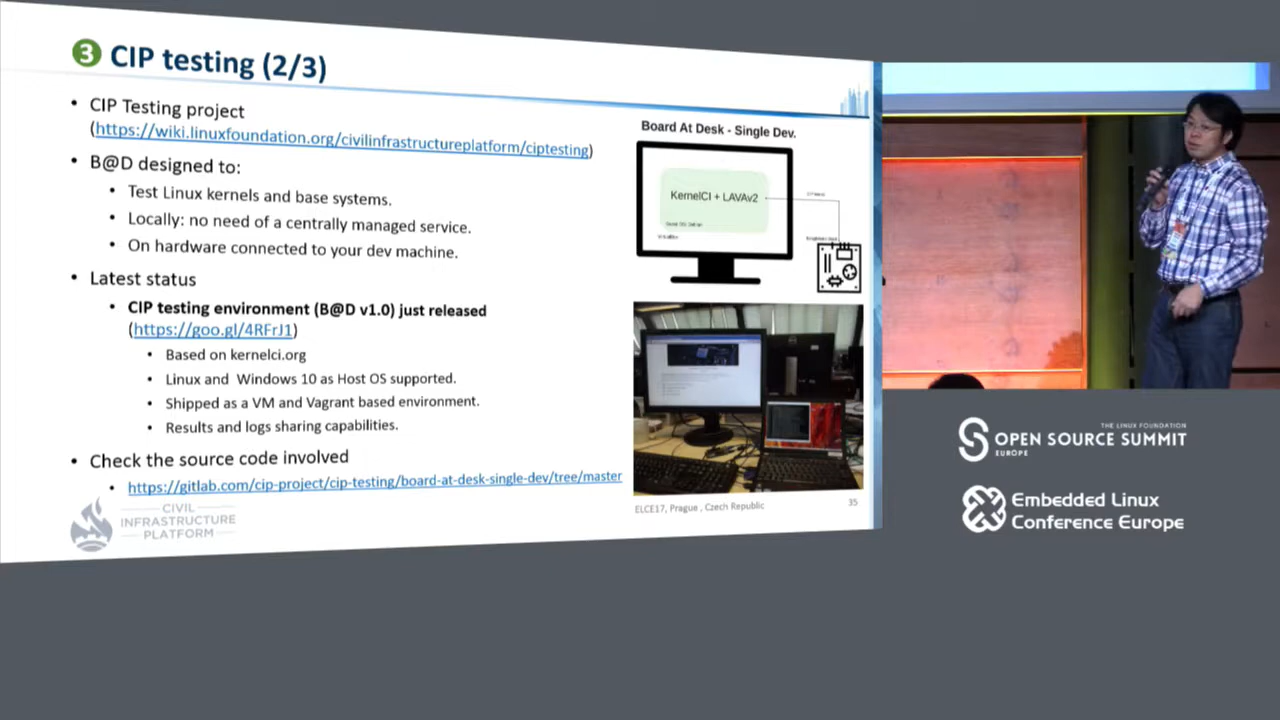 3 CIP testing (2/3)
• CIP Testing project
(https://wiki.linuxfoundation.org/civilinfrastructureplatform/ciptesting)
• B@D designed to:
• Test Linux kernels and base systems.
• Locally: no need of a centrally managed service.
• On hardware connected to your dev machine.
• Latest status
• CIP testing environment (B@D v1.0) just released
(https://goo.gl/4RFrJ1)
• Based on kernelci.org
• Linux and Windows 10 as Host OS supported.
• Shipped as a VM and Vagrant based environment.
• Results and logs sharing capabilities.
• Check the source code involved
• https://gitlab.com/cip-project/cip-testing/board-at-desk-single-dev/tree/master
Board At Desk - Single Dev.
KernelCI + LAVAv2
CIVIL
INFRASTRUCTURE
PLATFORM
ELCE17, Prague , Czech Republic
35
THE LINUX FOUNDATION
OPEN SOURCE SUMMIT
EUROPE
Embedded Linux
Conference Europe